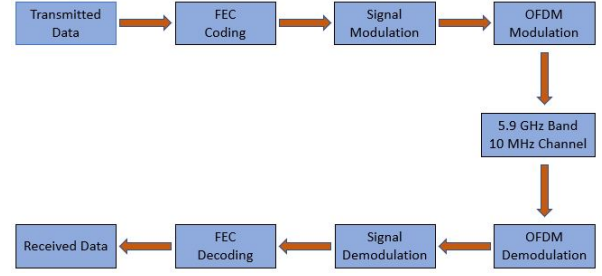 Transmitted
Data
FEC
Coding
Signal
Modulation
OFDM
Modulation
5.9 GHz Band
10 MHz Channel
OFDM
Demodulation
Signal
Demodulation
FEC
Decoding
Received Data